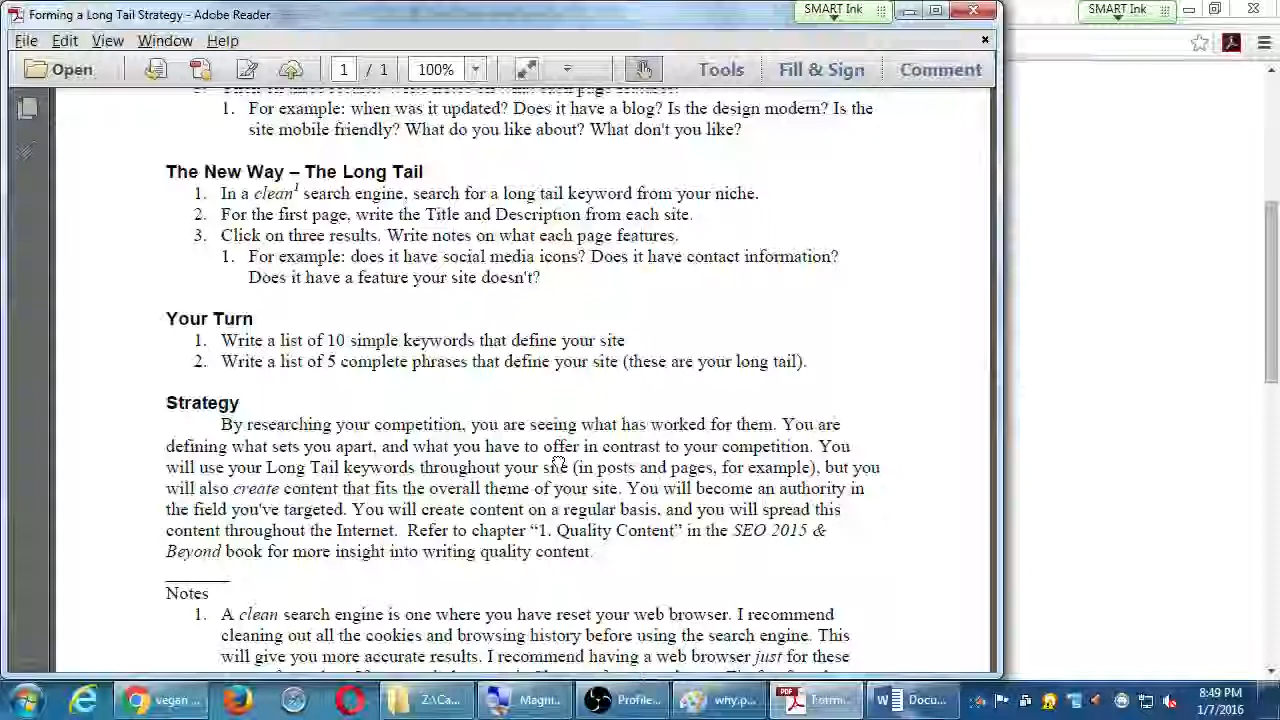 Forming a Long Tail Strategy - Adobe Reader
SMART Ink
SMART Ink
File Edit View Window Help
Open 1 / 1 100% Tools Fill & Sign Comment
1. For example: when was it updated? Does it have a blog? Is the design modern? Is the
site mobile friendly? What do you like about? What don't you like?
The New Way – The Long Tail
1. In a clean1 search engine, search for a long tail keyword from your niche.
2. For the first page, write the Title and Description from each site.
3. Click on three results. Write notes on what each page features.
1. For example: does it have social media icons? Does it have contact information?
Does it have a feature your site doesn't?
Your Turn
1. Write a list of 10 simple keywords that define your site
2. Write a list of 5 complete phrases that define your site (these are your long tail).
Strategy
By researching your competition, you are seeing what has worked for them. You are
defining what sets you apart, and what you have to offer in contrast to your competition. You
will use your Long Tail keywords throughout your site (in posts and pages, for example), but you
will also create content that fits the overall theme of your site. You will become an authority in
the field you've targeted. You will create content on a regular basis, and you will spread this
content throughout the Internet. Refer to chapter “1. Quality Content” in the SEO 2015 &
Beyond book for more insight into writing quality content.
Notes
1. A clean search engine is one where you have reset your web browser. I recommend
cleaning out all the cookies and browsing history before using the search engine. This
will give you more accurate results. I recommend having a web browser just for these
vegan ... Z:\Ca... Magn... Profile... why.p... Formi... Docu...
8:49 PM
1/7/2016